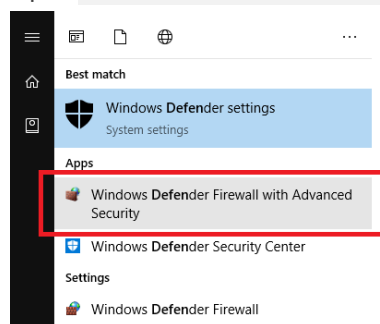 Best match
Windows Defender settings
System settings
Apps
Windows Defender Firewall with Advanced
Security
Windows Defender Security Center
Settings
Windows Defender Firewall